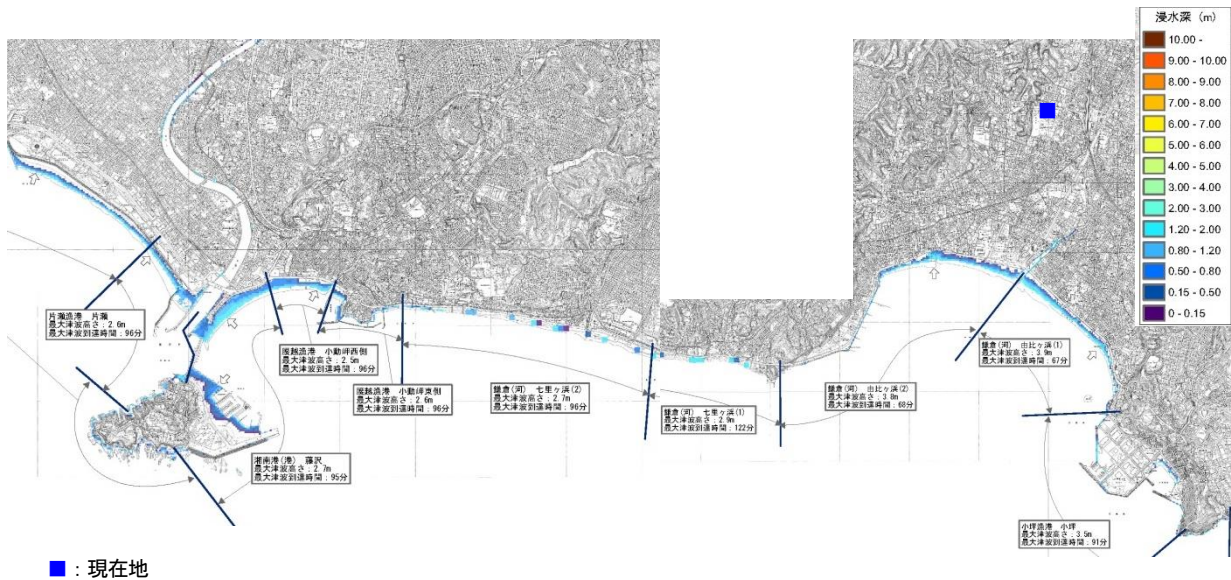 浸水深（m）
10.00 -
9.00 - 10.00
8.00 - 9.00
7.00 - 8.00
6.00 - 7.00
5.00 - 6.00
4.00 - 5.00
3.00 - 4.00
2.00 - 3.00
1.20 - 2.00
0.80 - 1.20
0.50 - 0.80
0.15 - 0.50
0 - 0.15
片瀬漁港 片瀬
最大津波高さ：2.6m
最大津波到達時間：96分
腰越漁港 小動岬西側
最大津波高さ：2.5m
最大津波到達時間：96分
腰越漁港 小動岬東側
最大津波高さ：2.6m
最大津波到達時間：96分
湘南港(港) 藤沢
最大津波高さ：2.7m
最大津波到達時間：95分
鎌倉(河) 七里ヶ浜(2)
最大津波高さ：2.7m
最大津波到達時間：96分
鎌倉(河) 七里ヶ浜(1)
最大津波高さ：2.9m
最大津波到達時間：122分
鎌倉(河) 由比ヶ浜(2)
最大津波高さ：3.8m
最大津波到達時間：68分
鎌倉(河) 由比ヶ浜(1)
最大津波高さ：3.9m
最大津波到達時間：67分
小坪漁港 小坪
最大津波高さ：3.5m
最大津波到達時間：91分
■：現在地